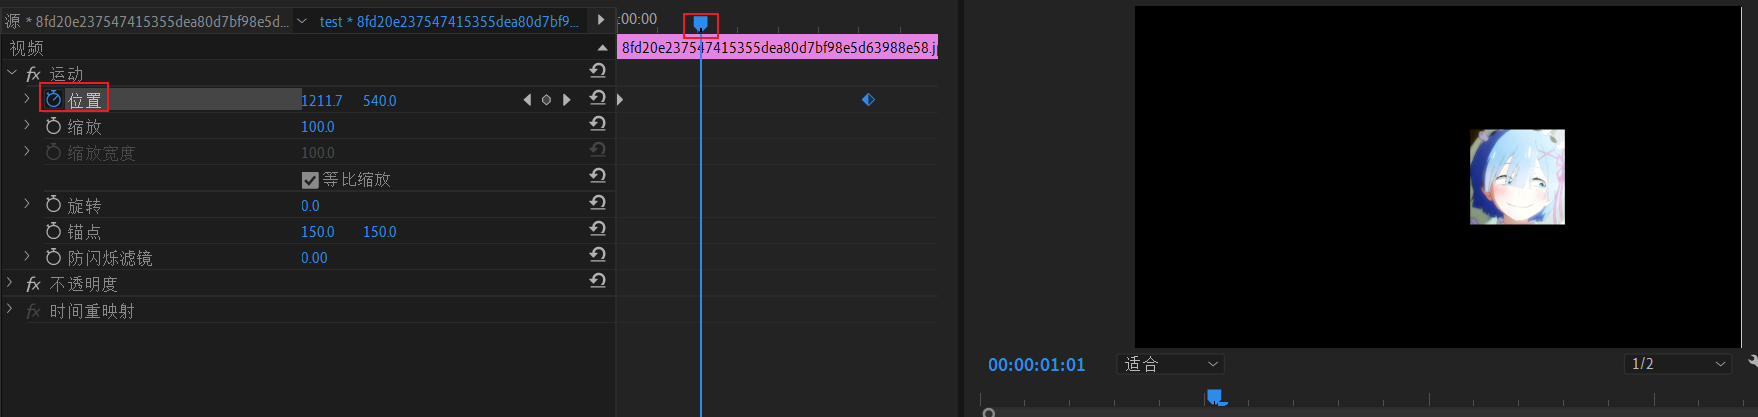 源 * 8fd20e237547415355dea80d7bf98e5d...
test * 8fd20e237547415355dea80d7bf9...
:00:00
视频
8fd20e237547415355dea80d7bf98e5d63988e58.j
fx 运动
位置 1211.7 540.0
缩放 100.0
缩放宽度 100.0
等比缩放
旋转 0.0
锚点 150.0 150.0
防闪烁滤镜 0.00
fx 不透明度
fx 时间重映射
00:00:01:01
适合
1/2